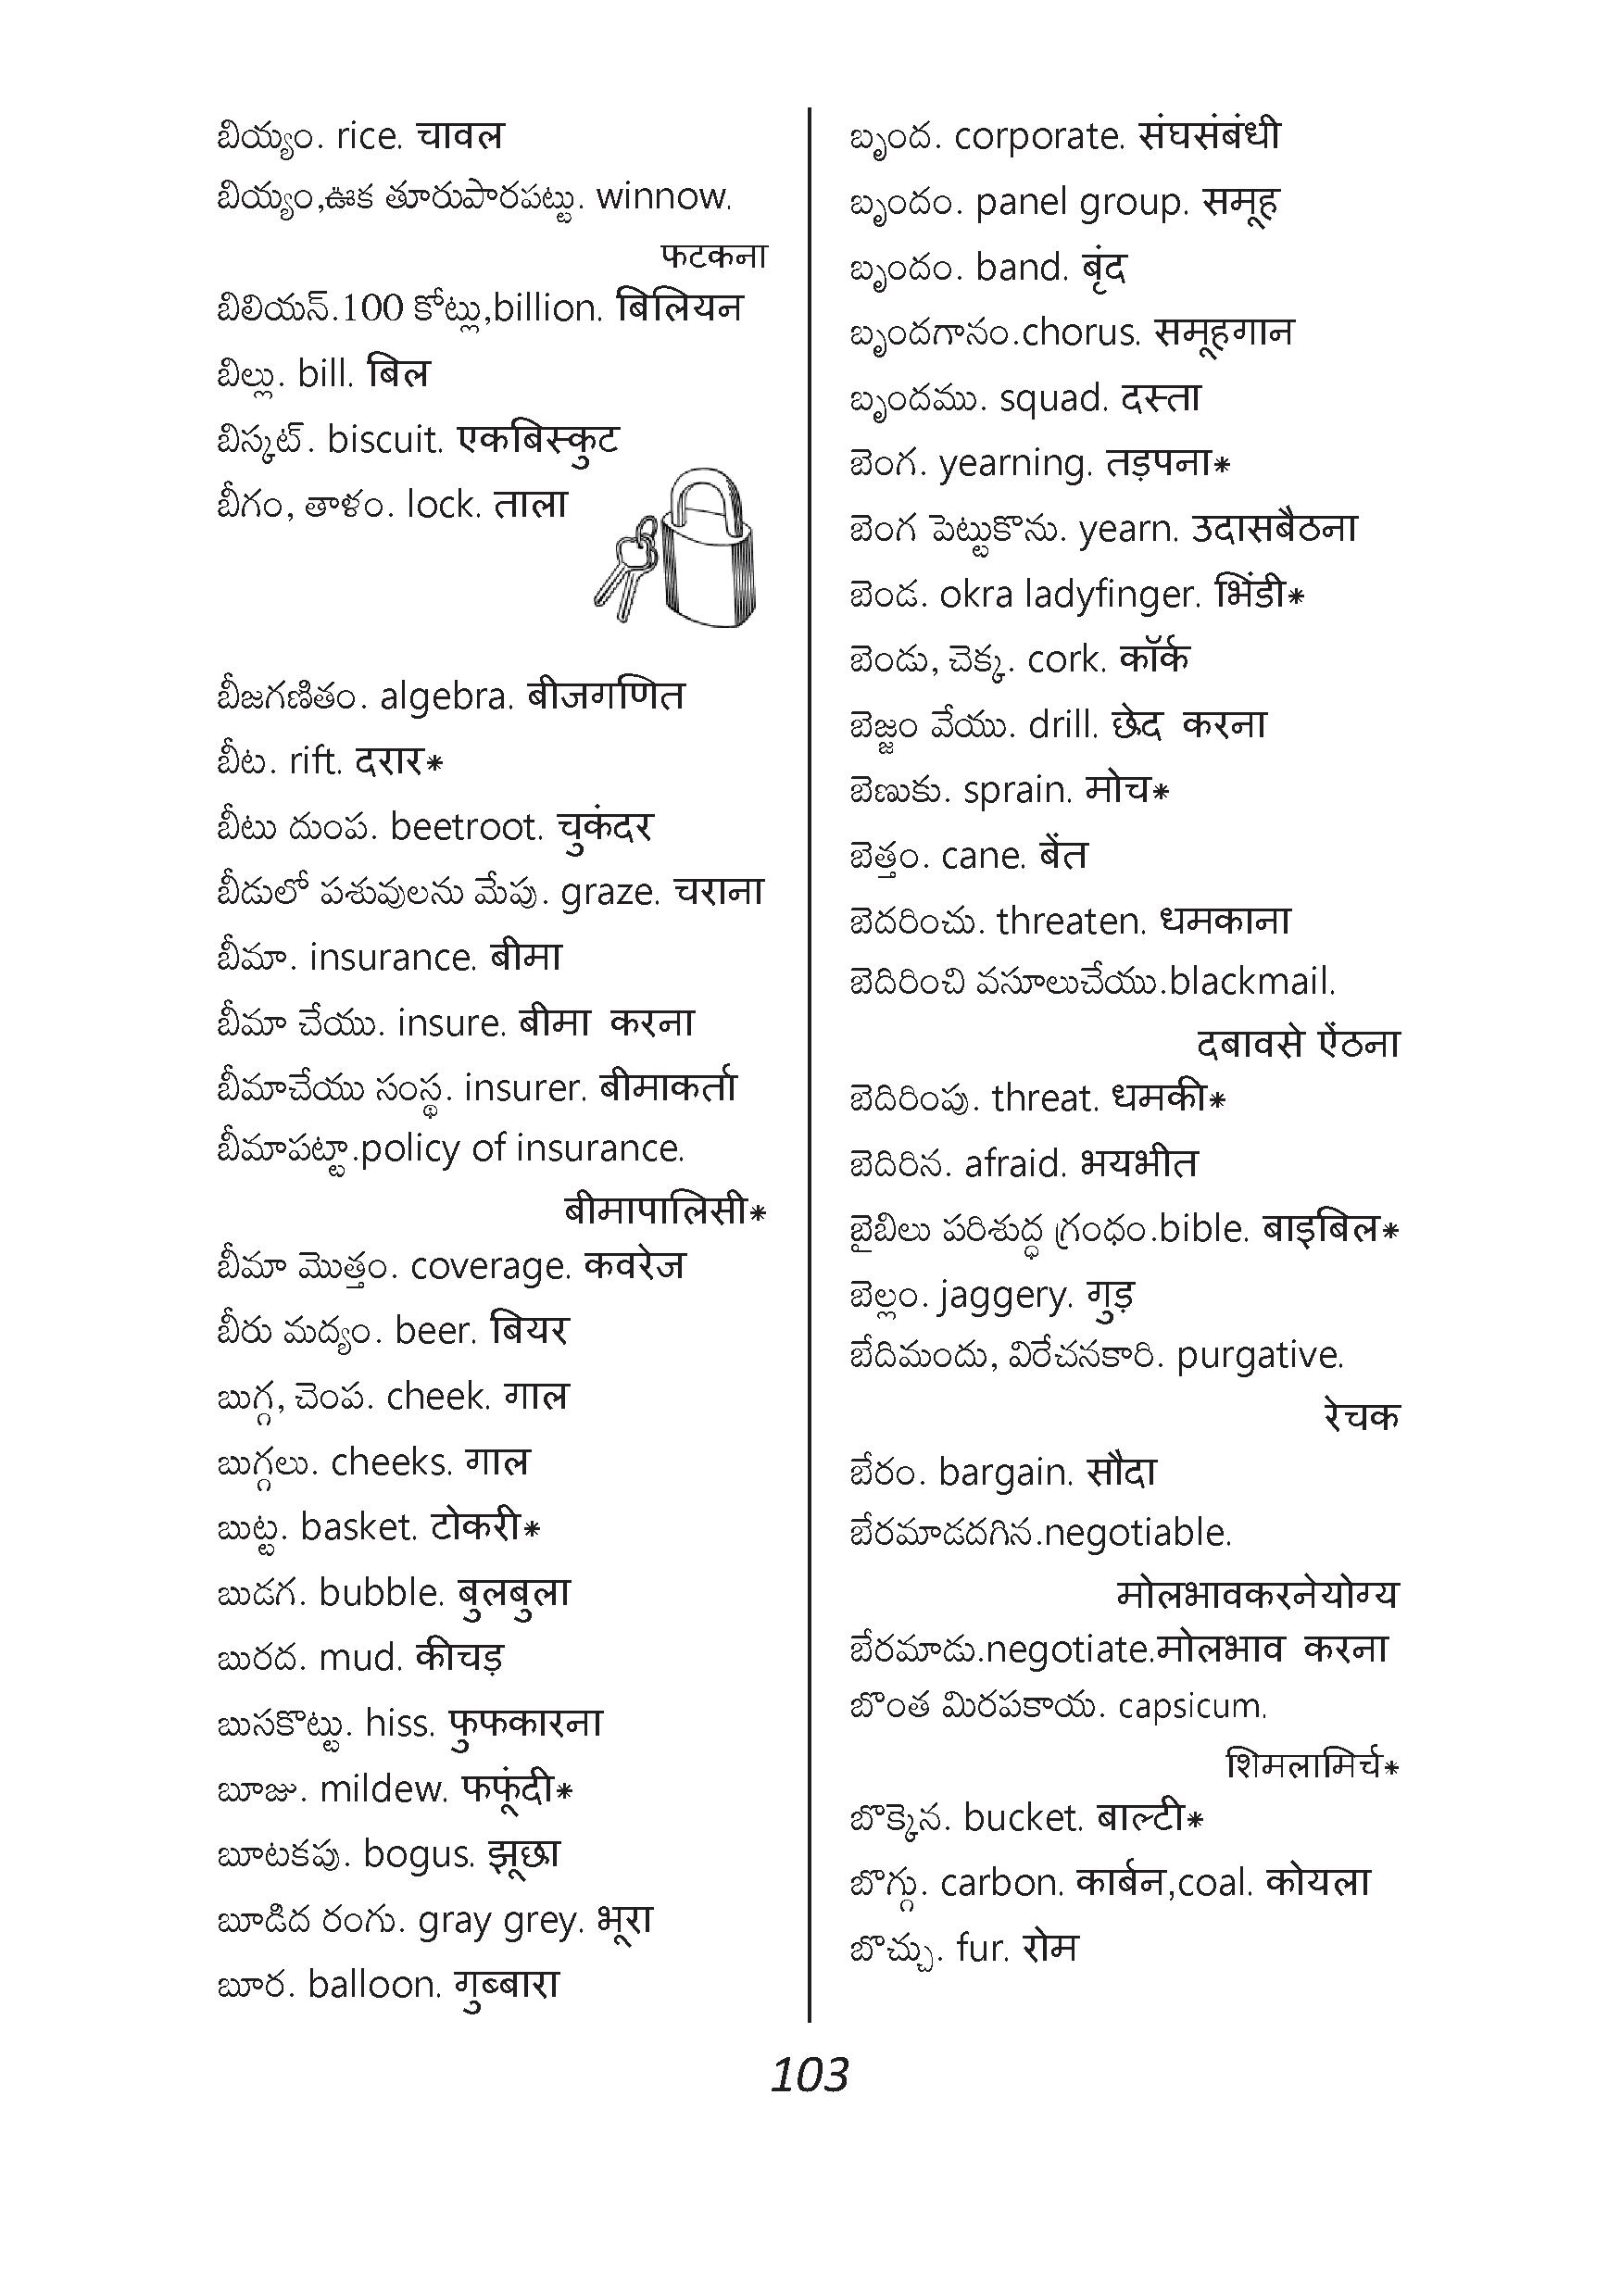 బియ్యం. rice. चावल
బియ్యం,ఊక తూరుపారపట్టు. winnow.
फटकना
బిలియన్.100 కోట్లు,billion. बिलियन
బిల్లు. bill. बिल
బిస్కట్. biscuit. एकबिस्कुट
బీగం, తాళం. lock. ताला
బీజగణితం. algebra. बीजगणित
బీట. rift. दरार*
బీటు దుంప. beetroot. चुकंदर
బీడులో పశువులను మేపు. graze. चराना
బీమా. insurance. बीमा
బీమా చేయు. insure. बीमा करना
బీమాచేయు సంస్థ. insurer. बीमाकर्ता
బీమాపట్టా.policy of insurance.
बीमापालिसी*
బీమా మొత్తం. coverage. कवरेज
బీరు మద్యం. beer. बियर
బుగ్గ, చెంప. cheek. गाल
బుగ్గలు. cheeks. गाल
బుట్ట. basket. टोकरी*
బుడగ. bubble. बुलबुला
బురద. mud. कीचड़
బుసకొట్టు. hiss. फुफकारना
బూజు. mildew. फफूंदी*
బూటకపు. bogus. झूछा
బూడిద రంగు. gray grey. भूरा
బూర. balloon. गुब्बारा
బృంద. corporate. संघसंबंधी
బృందం. panel group. समूह
బృందం. band. बृंद
బృందగానం.chorus. समूहगान
బృందము. squad. दस्ता
బెంగ. yearning. तड़पना*
బెంగ పెట్టుకొను. yearn. उदासबैठना
బెండ. okra ladyfinger. भिंडी*
బెండు, చెక్క. cork. कॉर्क
బెజ్జం వేయు. drill. छेद करना
బెణుకు. sprain. मोच*
బెత్తం. cane. बेंत
బెదరించు. threaten. धमकाना
బెదిరించి వసూలుచేయు.blackmail.
दबावसे ऐंठना
బెదిరింపు. threat. धमकी*
బెదిరిన. afraid. भयभीत
బైబిలు పరిశుద్ధ గ్రంధం.bible. बाइबिल*
బెల్లం. jaggery. गुड़
బేదిమందు, విరేచనకారి. purgative.
रेचक
బేరం. bargain. सौदा
బేరమాడదగిన.negotiable.
मोलभावकरनेयोग्य
బేరమాడు.negotiate.मोलभाव करना
బొంత మిరపకాయ. capsicum.
शिमलामिर्च*
బొక్కెన. bucket. बाल्टी*
బొగ్గు. carbon. कार्बन,coal. कोयला
బొచ్చు. fur. रोम
103